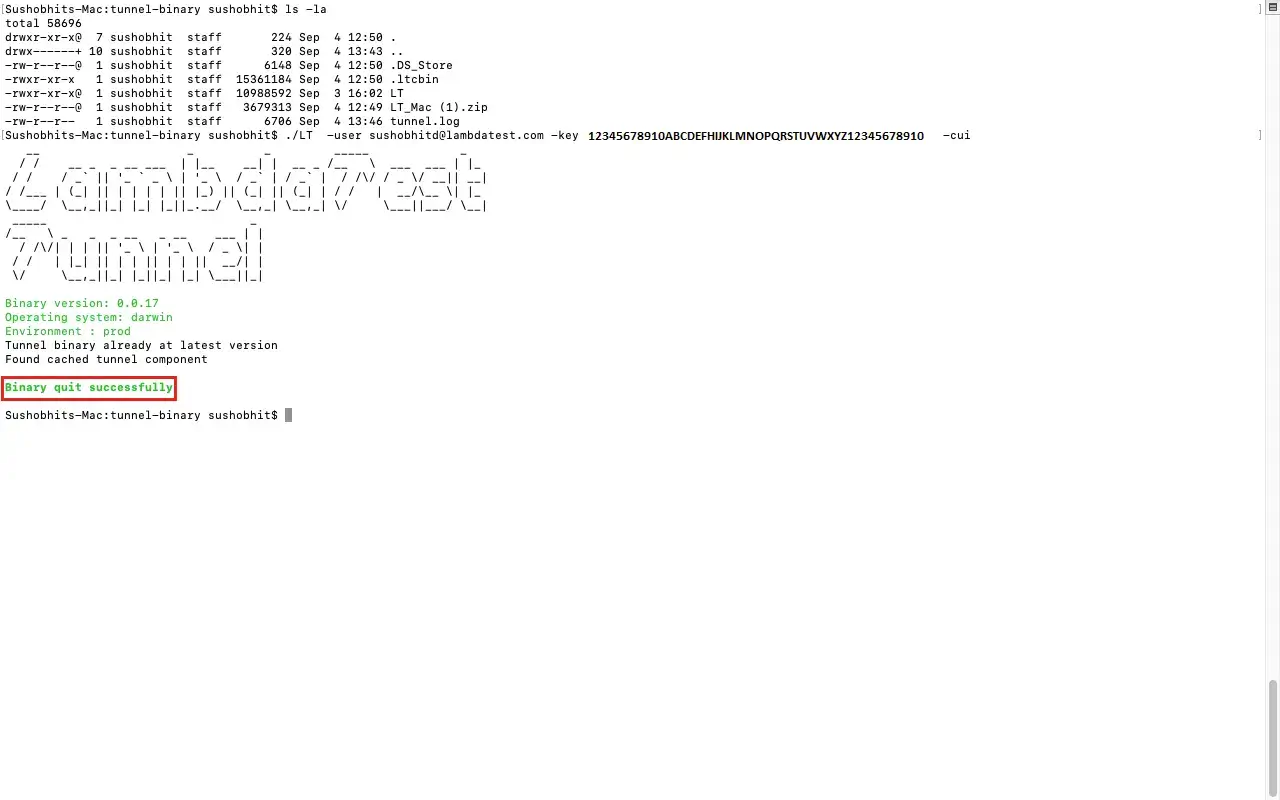 Sushobhits-Mac:tunnel-binary sushobhit$ ls -la
total 58696
drwxr-xr-x@  7 sushobhit  staff       224 Sep  4 12:50 .
drwx------+ 10 sushobhit  staff       320 Sep  4 13:43 ..
-rw-r--r--@  1 sushobhit  staff      6148 Sep  4 12:50 .DS_Store
-rwxr-xr-x   1 sushobhit  staff  15361184 Sep  4 12:50 .ltcbin
-rwxr-xr-x@  1 sushobhit  staff  10988592 Sep  3 16:02 LT
-rw-r--r--@  1 sushobhit  staff   3679313 Sep  4 12:49 LT_Mac (1).zip
-rw-r--r--   1 sushobhit  staff      6706 Sep  4 13:46 tunnel.log
Sushobhits-Mac:tunnel-binary sushobhit$ ./LT  -user sushobhitd@lambdatest.com -key 12345678910ABCDEFHIJKLMNOPQRSTUVWXYZ12345678910 -cui
LambdaTest
Tunnel
Binary version: 0.0.17
Operating system: darwin
Environment : prod
Tunnel binary already at latest version
Found cached tunnel component
Binary quit successfully
Sushobhits-Mac:tunnel-binary sushobhit$